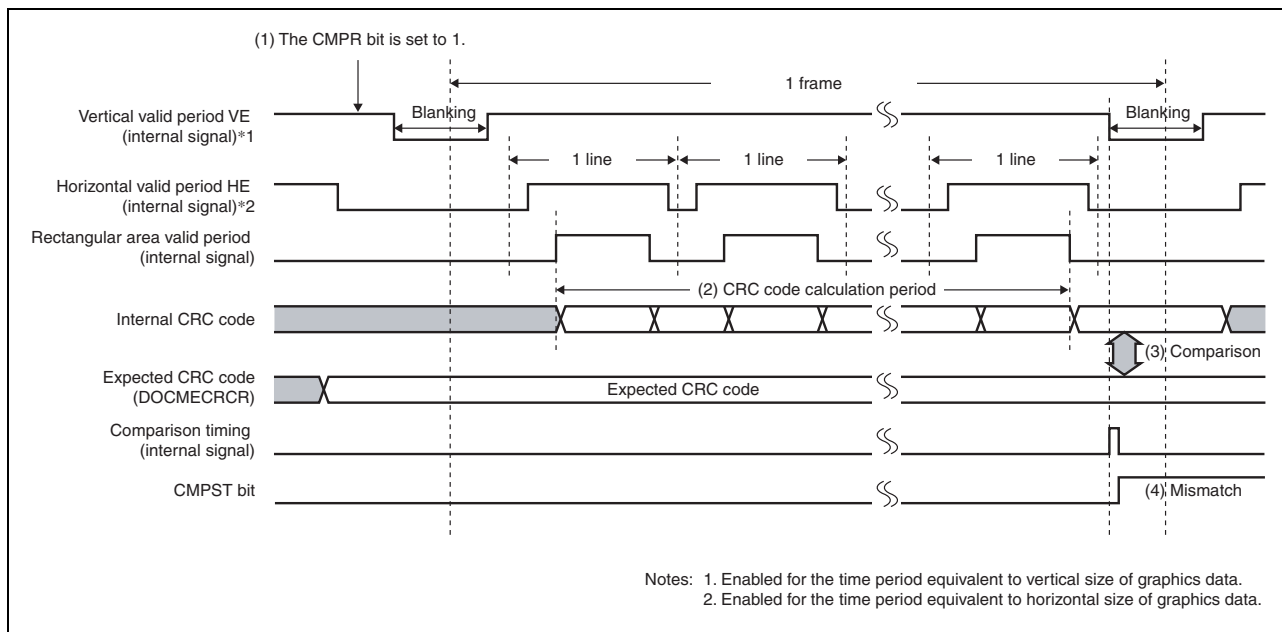 (1) The CMPR bit is set to 1.
1 frame
Vertical valid period VE
(internal signal)*1
Blanking
Blanking
1 line
1 line
1 line
Horizontal valid period HE
(internal signal)*2
Rectangular area valid period
(internal signal)
(2) CRC code calculation period
Internal CRC code
(3) Comparison
Expected CRC code
(DOCMECRCR)
Expected CRC code
Comparison timing
(internal signal)
CMPST bit
(4) Mismatch
Notes: 1. Enabled for the time period equivalent to vertical size of graphics data.
2. Enabled for the time period equivalent to horizontal size of graphics data.